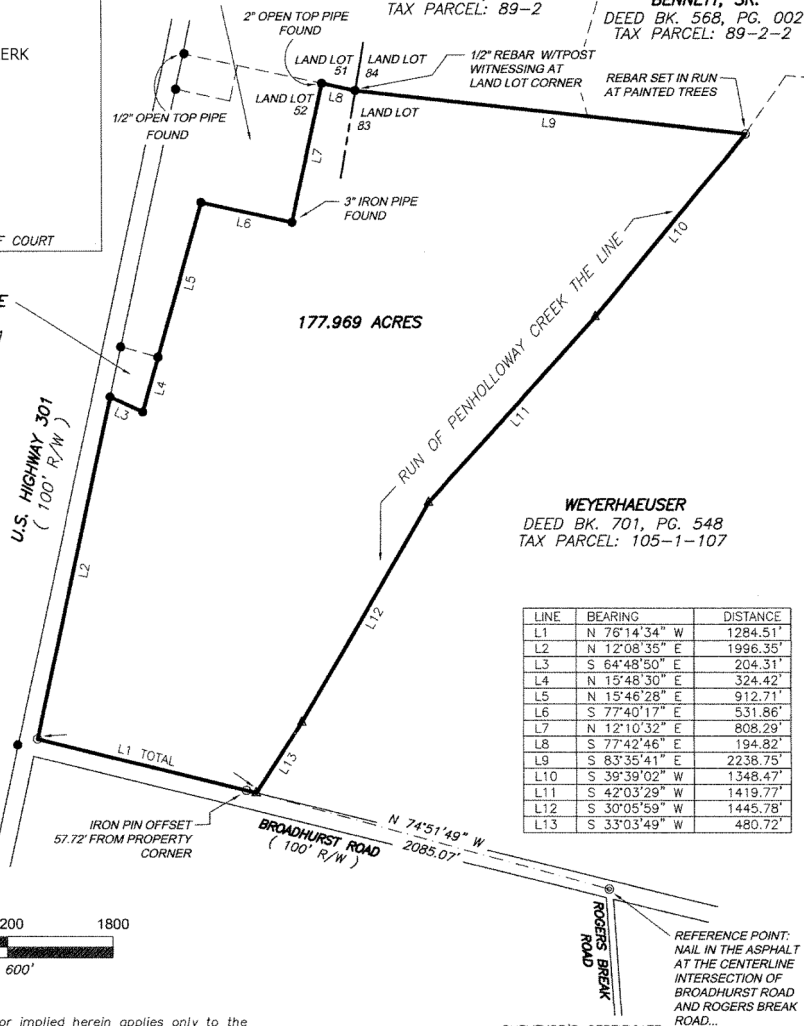 TAX PARCEL: 89-2
BENNETT, SR.
DEED BK. 568, PG. 002
TAX PARCEL: 89-2-2
ERK
2" OPEN TOP PIPE
FOUND
LAND LOT
51
LAND LOT
84
1/2" REBAR W/TPOST
WITNESSING AT
LAND LOT CORNER
REBAR SET IN RUN
AT PAINTED TREES
LAND LOT
52
L8
LAND LOT
83
1/2" OPEN TOP PIPE
FOUND
L9
L7
3" IRON PIPE
FOUND
L6
COURT
L10
L5
E
177.969 ACRES
RUN OF PENHOLLOWAY CREEK THE LINE
L4
L3
L11
U.S. HIGHWAY 301
( 100' R/W )
WEYERHAEUSER
DEED BK. 701, PG. 548
TAX PARCEL: 105-1-107
L2
L12
LINE BEARING DISTANCE
L1 N 76°14'34" W 1284.51'
L2 N 12°08'35" E 1996.35'
L3 S 64°48'50" E 204.31'
L4 N 15°48'30" E 324.42'
L5 N 15°46'28" E 912.71'
L6 S 77°40'17" E 531.86'
L7 N 12°10'32" E 808.29'
L8 S 77°42'46" E 194.82'
L9 S 83°35'41" E 2238.75'
L10 S 39°39'02" W 1348.47'
L11 S 42°03'29" W 1419.77'
L12 S 30°05'59" W 1445.78'
L13 S 33°03'49" W 480.72'
L1 TOTAL
L13
IRON PIN OFFSET
57.72' FROM PROPERTY
CORNER
BROADHURST ROAD
( 100' R/W )
N 74°51'49" W
2085.07'
ROGERS BREAK
ROAD
REFERENCE POINT:
NAIL IN THE ASPHALT
AT THE CENTERLINE
INTERSECTION OF
BROADHURST ROAD
AND ROGERS BREAK
ROAD...
200 1800
600'
or implied herein applies only to the